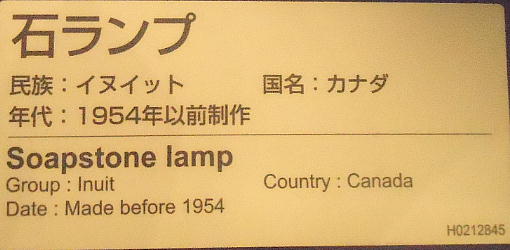 石ランプ
民族：イヌイット 国名：カナダ
年代：1954年以前制作
Soapstone lamp
Group : Inuit Country : Canada
Date : Made before 1954
H0212845